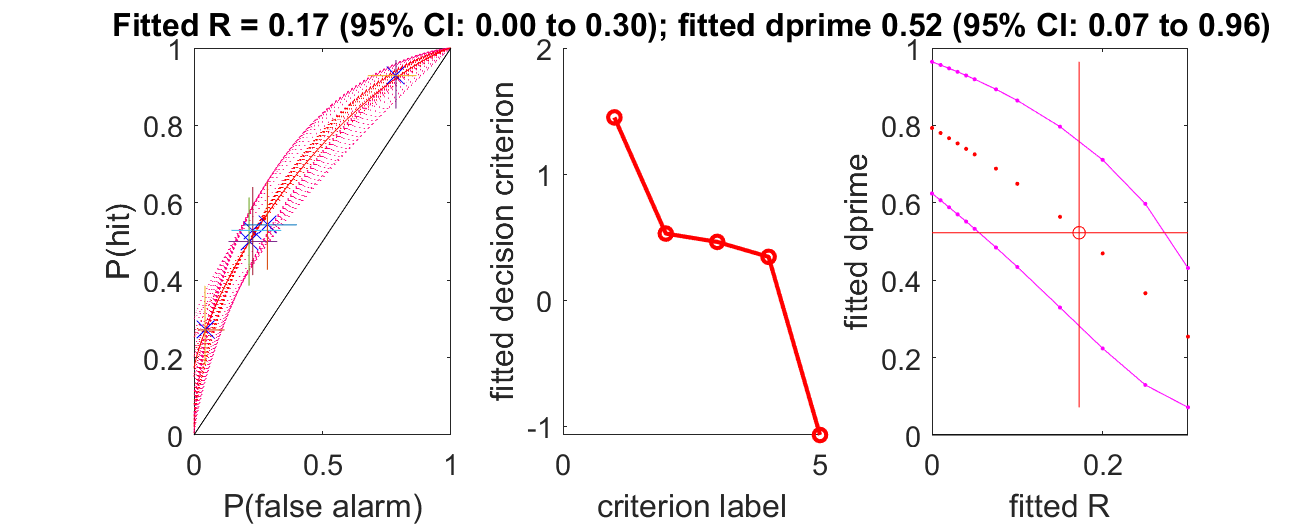 Fitted R = 0.17 (95% CI: 0.00 to 0.30); fitted dprime 0.52 (95% CI: 0.07 to 0.96)
P(hit)
1
0.8
0.6
0.4
0.2
0
0 0.5 1
P(false alarm)
fitted decision criterion
2
1
0
-1
0 5
criterion label
fitted dprime
1
0.8
0.6
0.4
0.2
0
0 0.2
fitted R